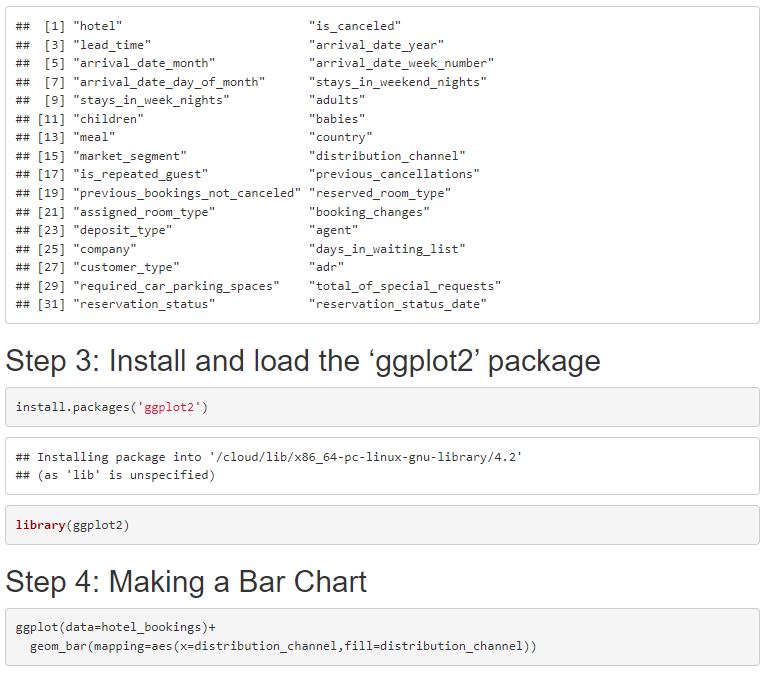 ##  [1] "hotel"                          "is_canceled"
##  [3] "lead_time"                      "arrival_date_year"
##  [5] "arrival_date_month"             "arrival_date_week_number"
##  [7] "arrival_date_day_of_month"      "stays_in_weekend_nights"
##  [9] "stays_in_week_nights"           "adults"
## [11] "children"                       "babies"
## [13] "meal"                           "country"
## [15] "market_segment"                 "distribution_channel"
## [17] "is_repeated_guest"              "previous_cancellations"
## [19] "previous_bookings_not_canceled" "reserved_room_type"
## [21] "assigned_room_type"             "booking_changes"
## [23] "deposit_type"                   "agent"
## [25] "company"                        "days_in_waiting_list"
## [27] "customer_type"                  "adr"
## [29] "required_car_parking_spaces"    "total_of_special_requests"
## [31] "reservation_status"             "reservation_status_date"
Step 3: Install and load the ‘ggplot2’ package
install.packages('ggplot2')
## Installing package into '/cloud/lib/x86_64-pc-linux-gnu-library/4.2'
## (as 'lib' is unspecified)
library(ggplot2)
Step 4: Making a Bar Chart
ggplot(data=hotel_bookings)+
  geom_bar(mapping=aes(x=distribution_channel,fill=distribution_channel))